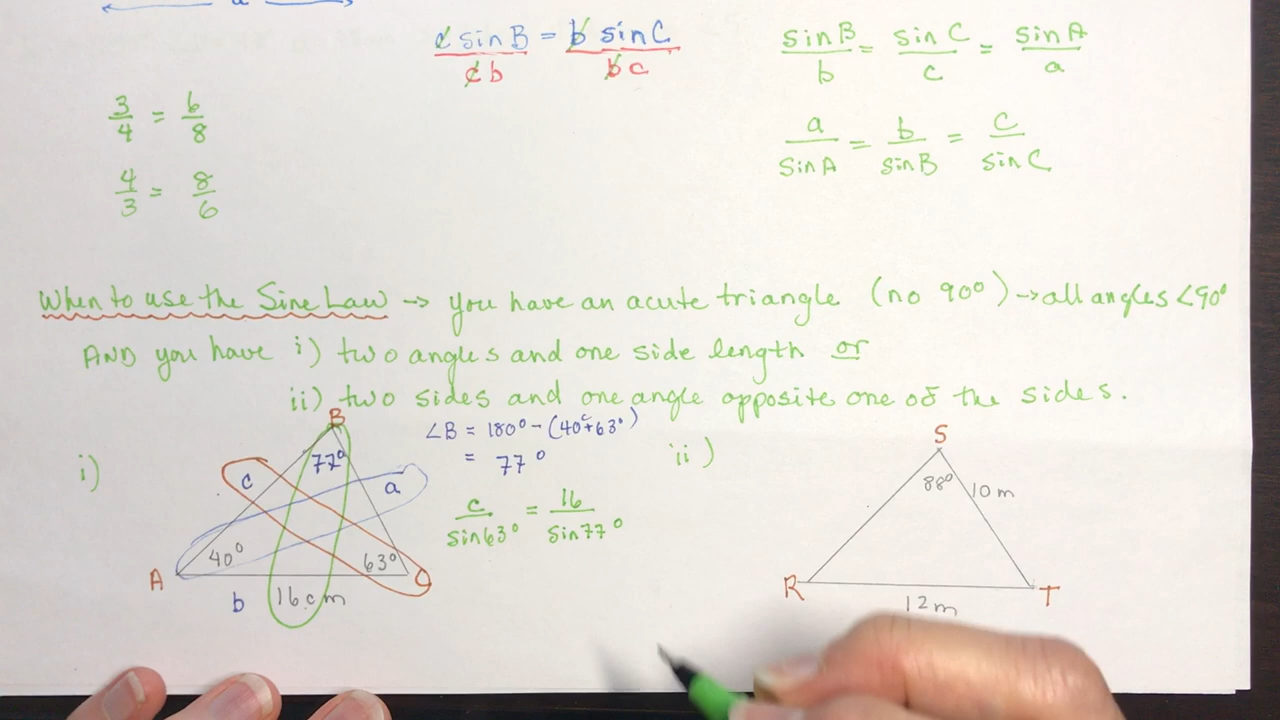 a
c sin B = b sin C
c b b c
sin B / b = sin C / c = sin A / a
3/4 = 6/8
a / sin A = b / sin B = c / sin C
4/3 = 8/6
When to use the Sine Law → you have an acute triangle (no 90°) → all angles < 90°
AND you have i) two angles and one side length or
ii) two sides and one angle opposite one of the sides.
i)
B
77°
c
a
40°
63°
A
C
b
16 cm
∠B = 180° - (40° + 63°)
= 77°
c / sin 63° = 16 / sin 77°
ii)
S
88°
10 m
R
T
12 m